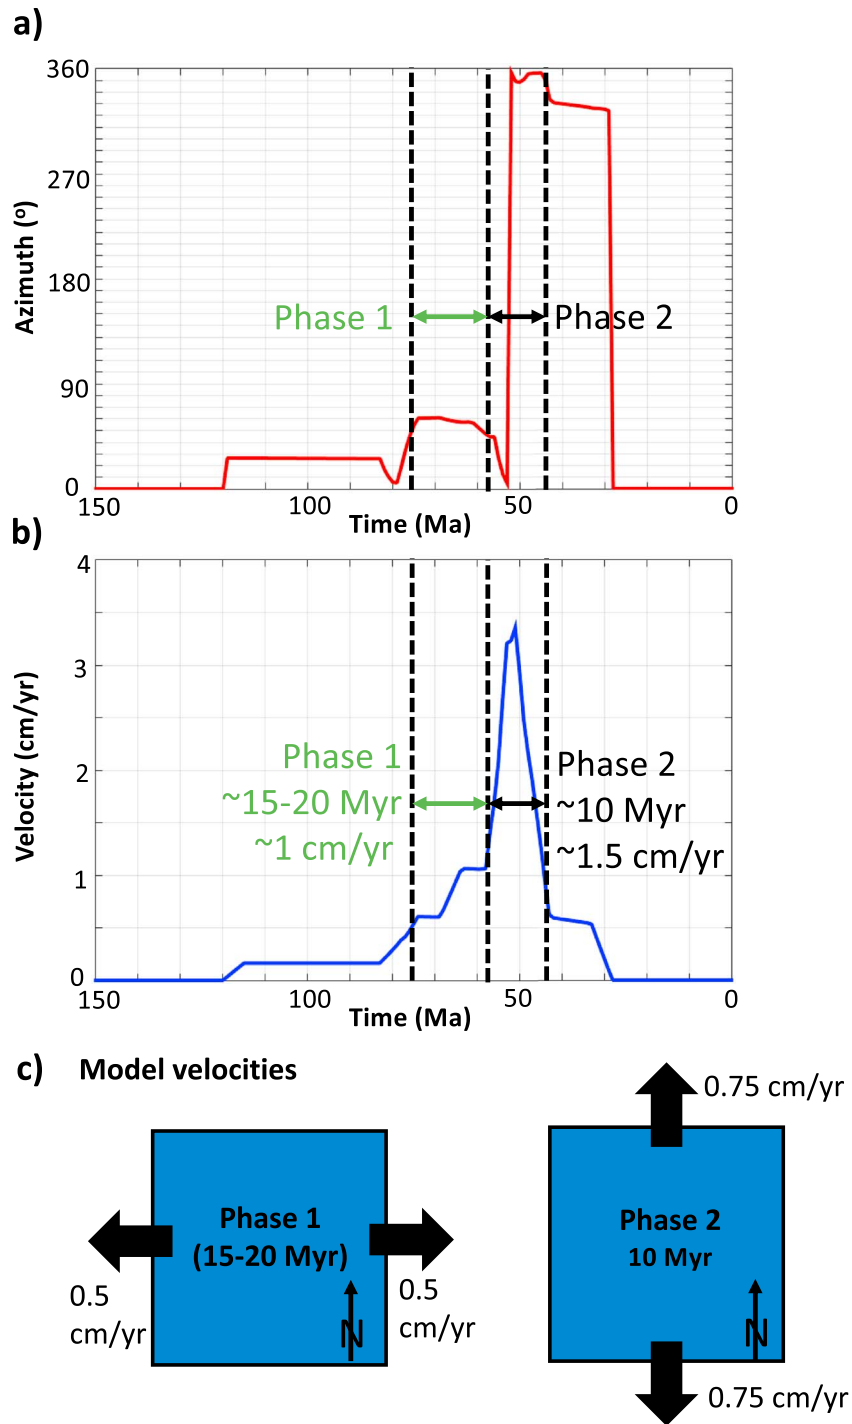 a)
360
270
180
90
0
Azimuth (º)
Phase 1
Phase 2
150
100
50
0
Time (Ma)
b)
4
3
2
1
0
Velocity (cm/yr)
Phase 1
~15-20 Myr
~1 cm/yr
Phase 2
~10 Myr
~1.5 cm/yr
150
100
50
0
Time (Ma)
c) Model velocities
Phase 1
(15-20 Myr)
0.5
cm/yr
0.5
cm/yr
N
0.75 cm/yr
Phase 2
10 Myr
N
0.75 cm/yr